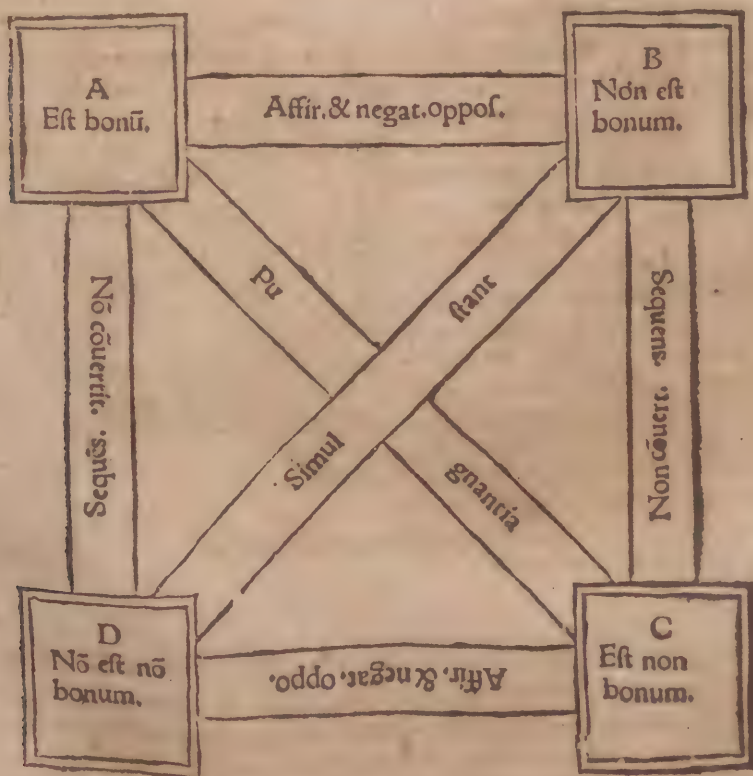 A
Eſt bonū.
Affir. & negat. oppoſ.
B
Non eſt
bonum.
Pu
ſtant
Nō cōuertit. Sequēs.
Sequens. Non cōuert.
Simul
gnantia
D
Nō eſt nō
bonum.
Affir. & negat. oppo.
C
Eſt non
bonum.